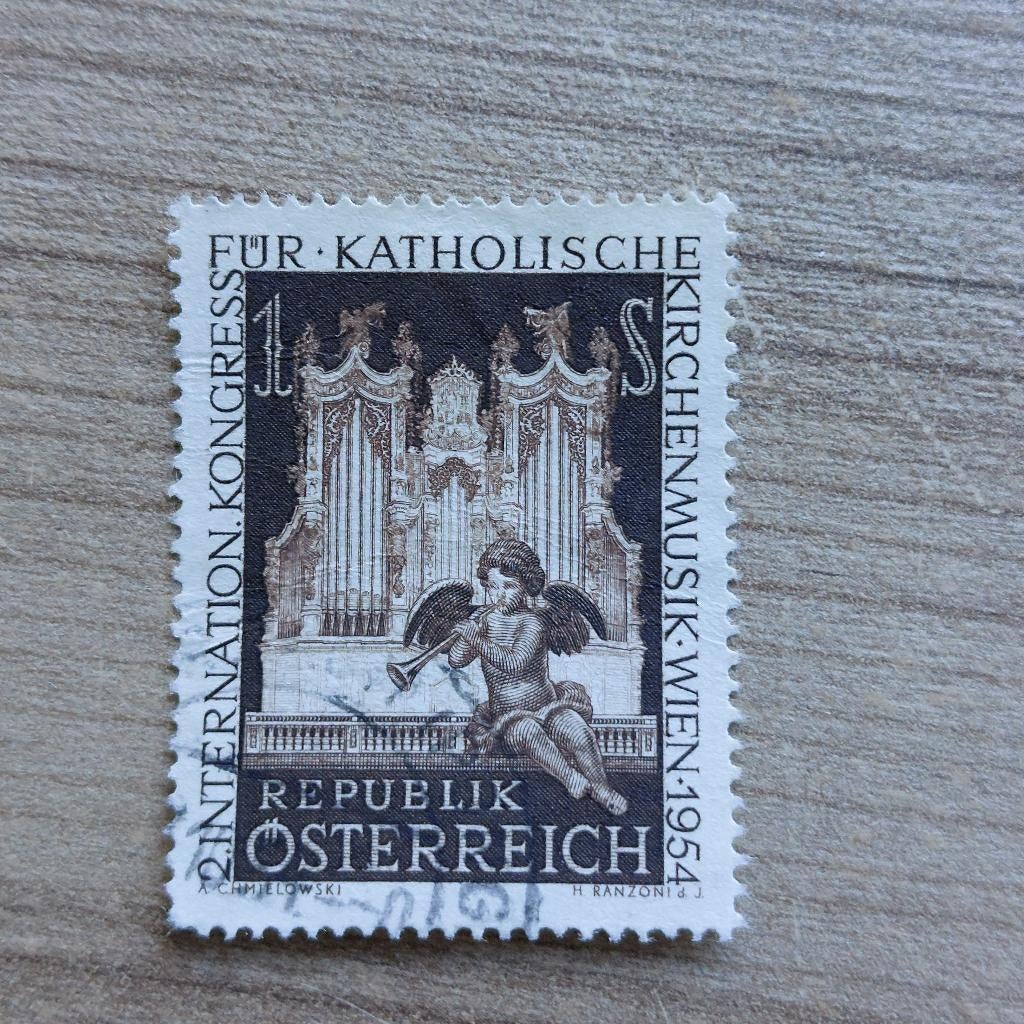 2.INTERNATION.KONGRESS
FÜR·KATHOLISCHE
KIRCHENMUSIK·WIEN·1954
1 S
REPUBLIK
ÖSTERREICH
A. CHMIELOWSKI
H. RANZONI d. J.